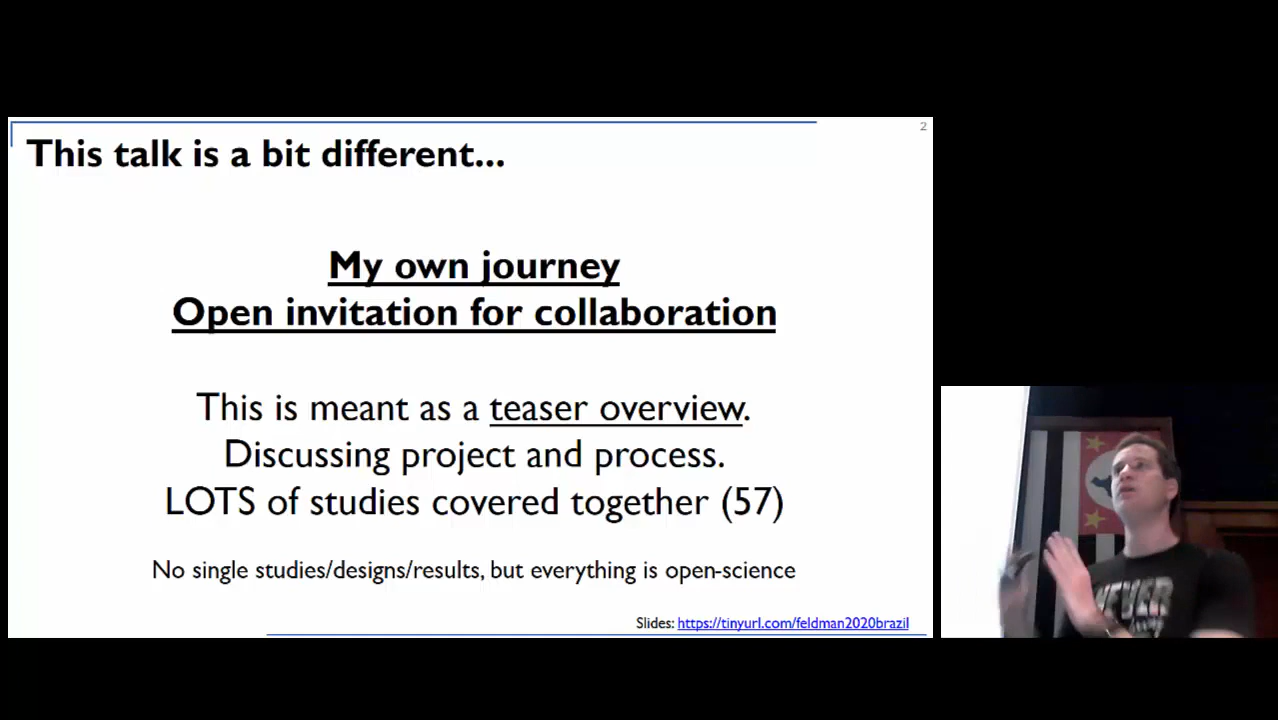 2
This talk is a bit different...
My own journey
Open invitation for collaboration
This is meant as a teaser overview.
Discussing project and process.
LOTS of studies covered together (57)
No single studies/designs/results, but everything is open-science
Slides: https://tinyurl.com/feldman2020brazil
NEVER